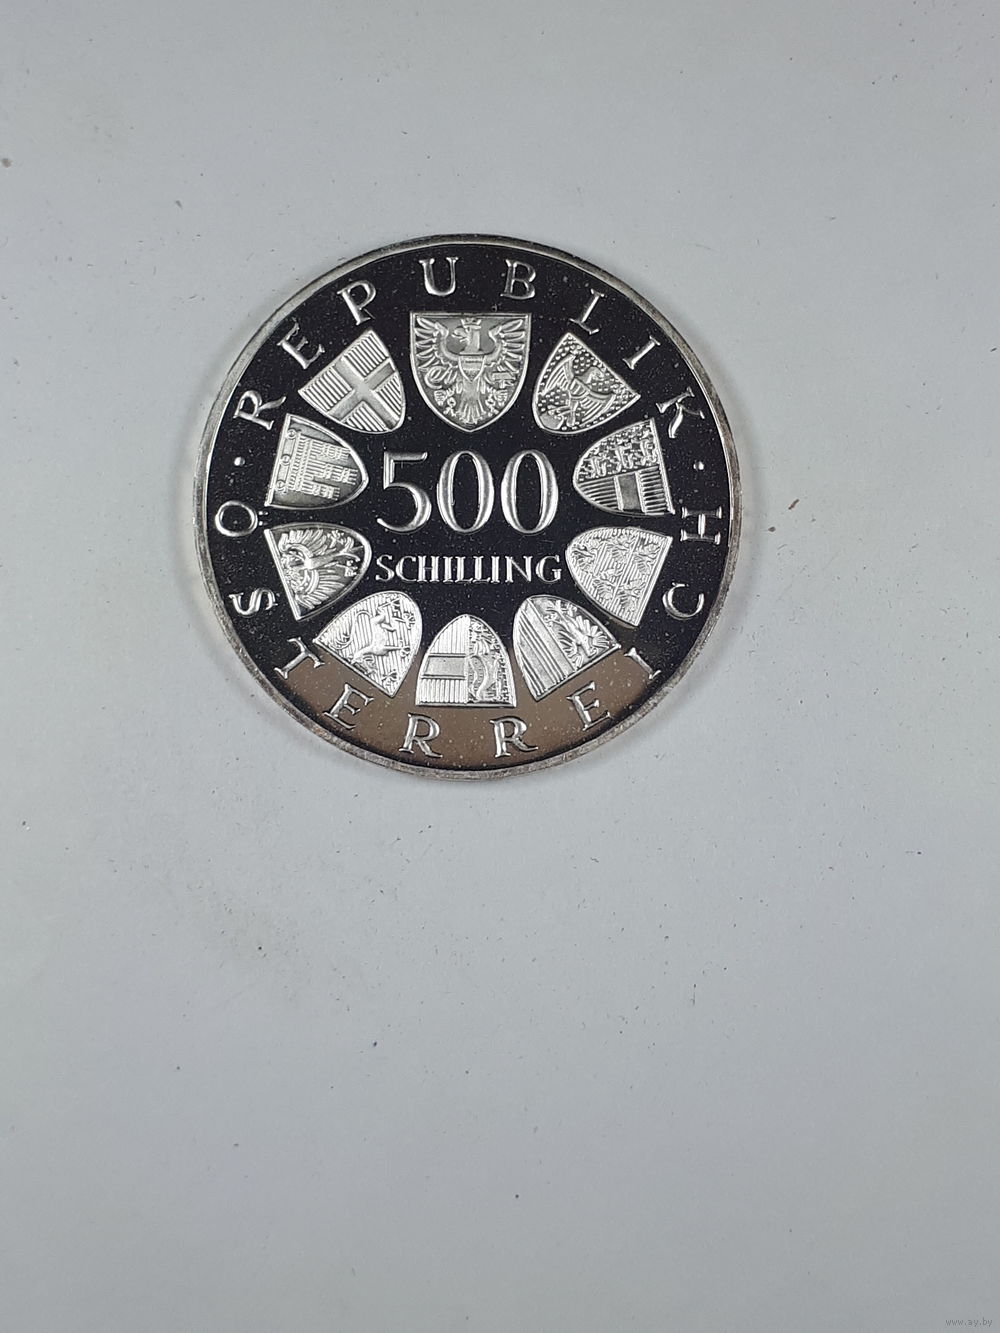 REPUBLIK · ÖSTERREICH ·
500
SCHILLING
www.ay.by